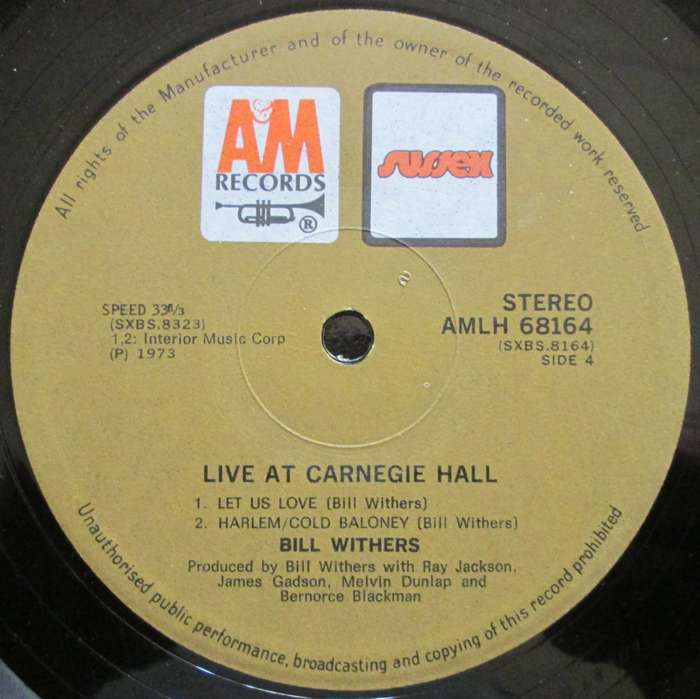 All rights of the Manufacturer and of the owner of the recorded work reserved
A&M
RECORDS
®
sussex
SPEED 33⅓
(SXBS.8323)
1,2: Interior Music Corp
(P) 1973
STEREO
AMLH 68164
(SXBS.8164)
SIDE 4
LIVE AT CARNEGIE HALL
1. LET US LOVE (Bill Withers)
2. HARLEM/COLD BALONEY (Bill Withers)
BILL WITHERS
Produced by Bill Withers with Ray Jackson,
James Gadson, Melvin Dunlap and
Bernorce Blackman
Unauthorised public performance, broadcasting and copying of this record prohibited